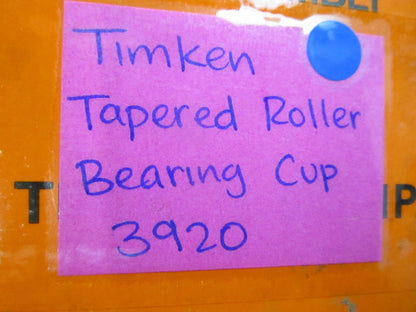 Timken
Tapered Roller
Bearing Cup
3920